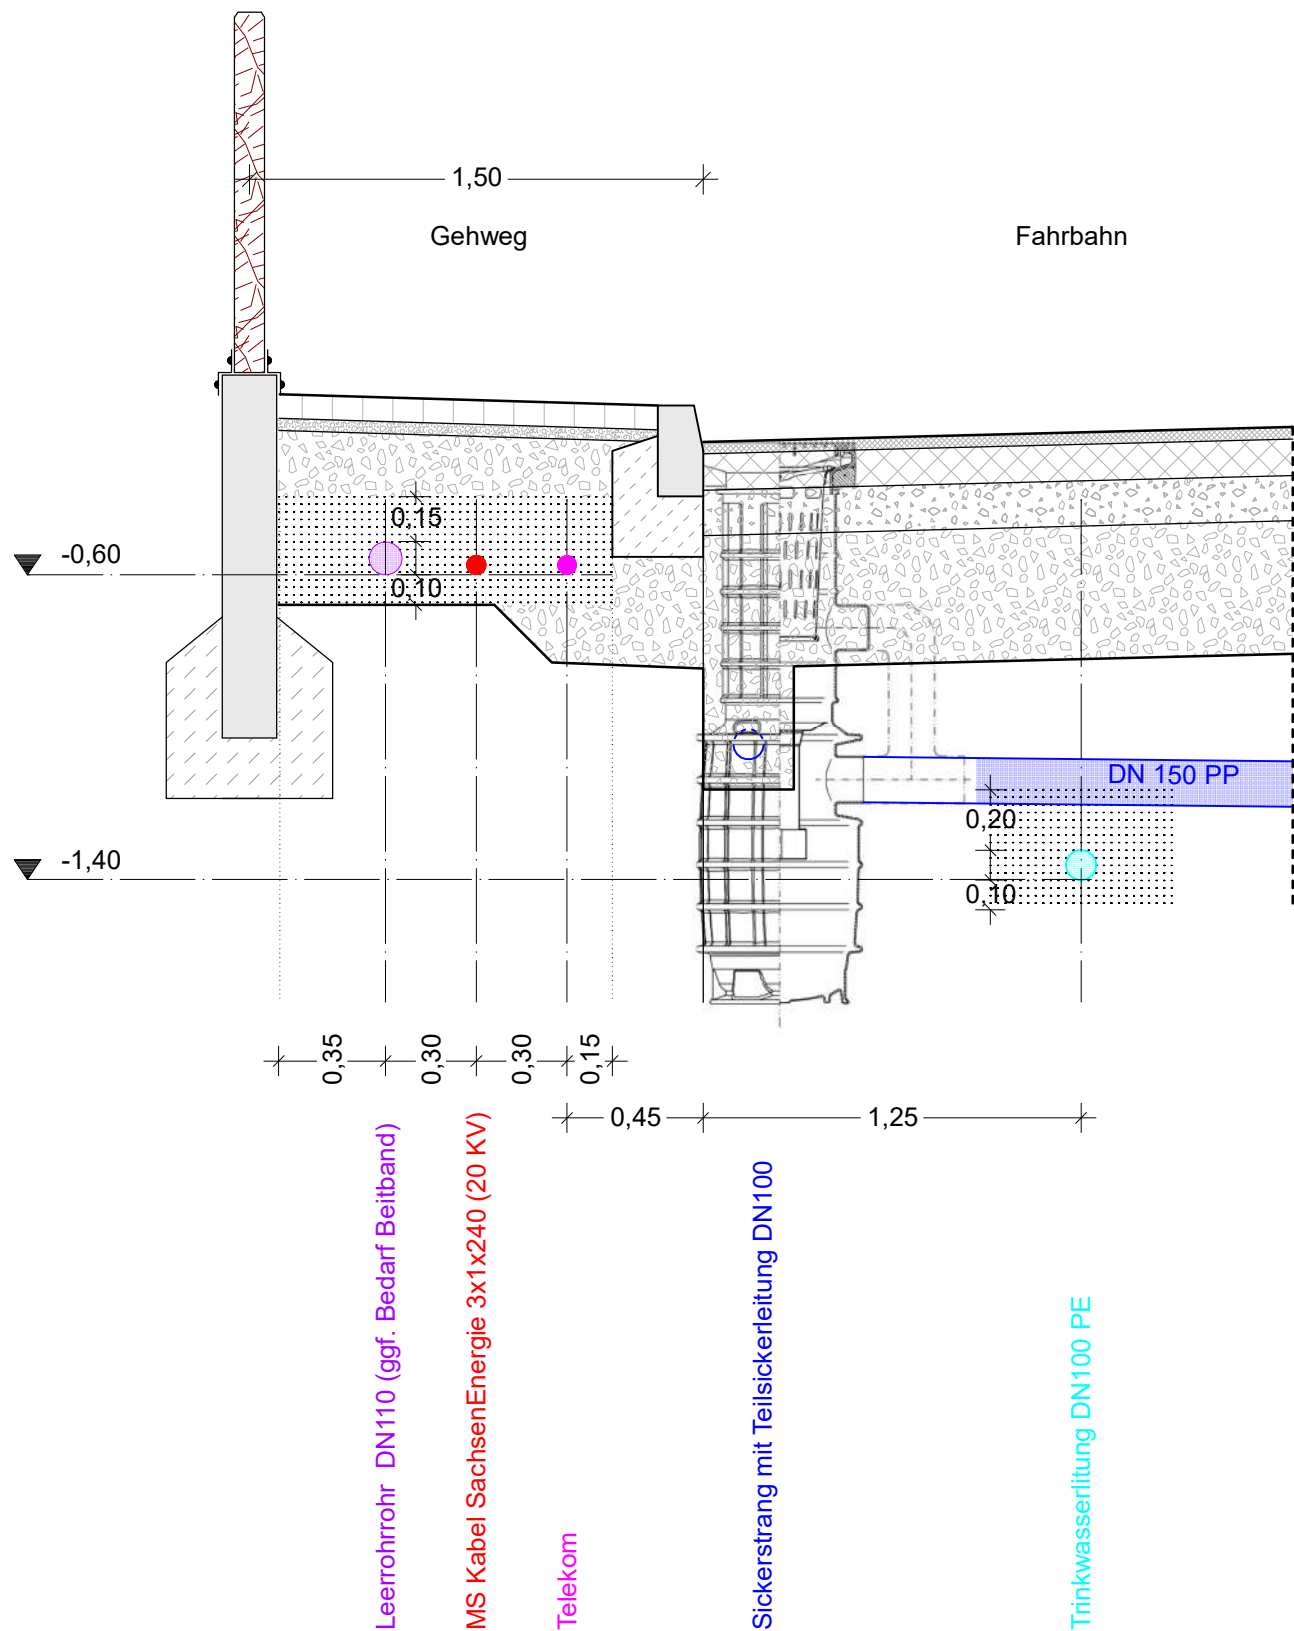 1,50
Gehweg
Fahrbahn
0,15
-0,60
0,10
DN 150 PP
0,20
-1,40
0,10
0,35
0,30
0,30
0,15
0,45
1,25
Leerrohrrohr DN110 (ggf. Bedarf Beitband)
MS Kabel SachsenEnergie 3x1x240 (20 KV)
Telekom
Sickerstrang mit Teilsickerleitung DN100
Trinkwasserlitung DN100 PE